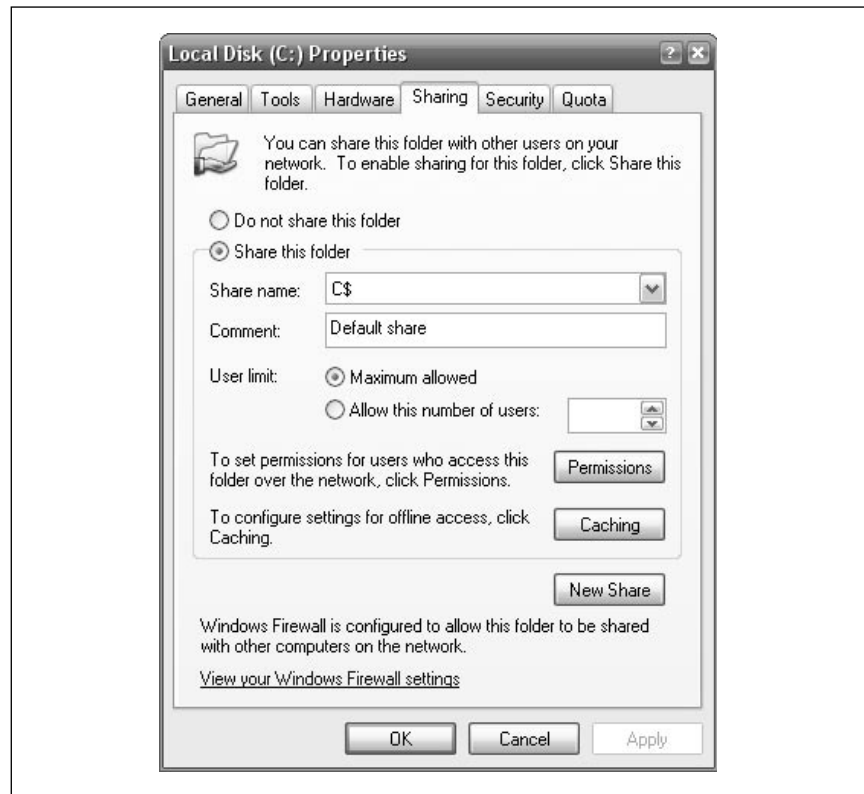 Local Disk (C:) Properties
General Tools Hardware Sharing Security Quota
You can share this folder with other users on your
network. To enable sharing for this folder, click Share this
folder.
Do not share this folder
Share this folder
Share name: C$
Comment: Default share
User limit: Maximum allowed
Allow this number of users:
To set permissions for users who access this
folder over the network, click Permissions.
Permissions
To configure settings for offline access, click
Caching.
Caching
New Share
Windows Firewall is configured to allow this folder to be shared
with other computers on the network.
View your Windows Firewall settings
OK Cancel Apply